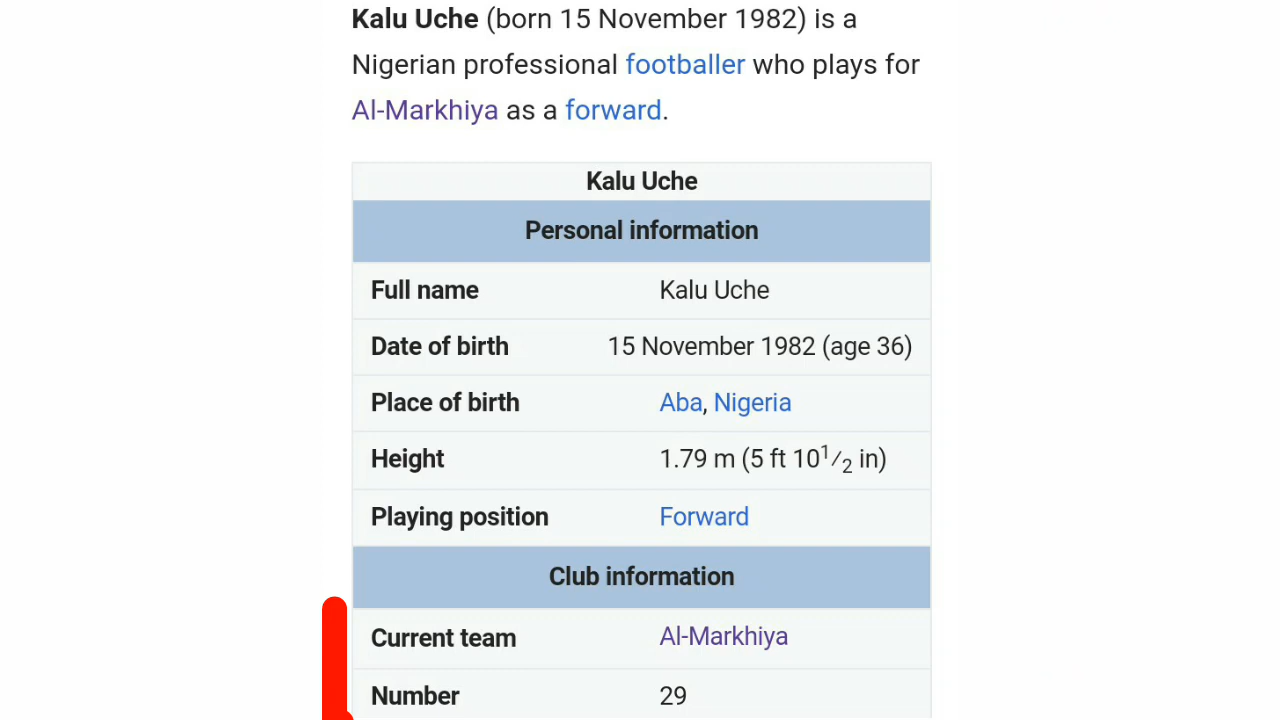 Kalu Uche (born 15 November 1982) is a
Nigerian professional footballer who plays for
Al-Markhiya as a forward.
Kalu Uche
Personal information
Full name Kalu Uche
Date of birth 15 November 1982 (age 36)
Place of birth Aba, Nigeria
Height 1.79 m (5 ft 10 1/2 in)
Playing position Forward
Club information
Current team Al-Markhiya
Number 29